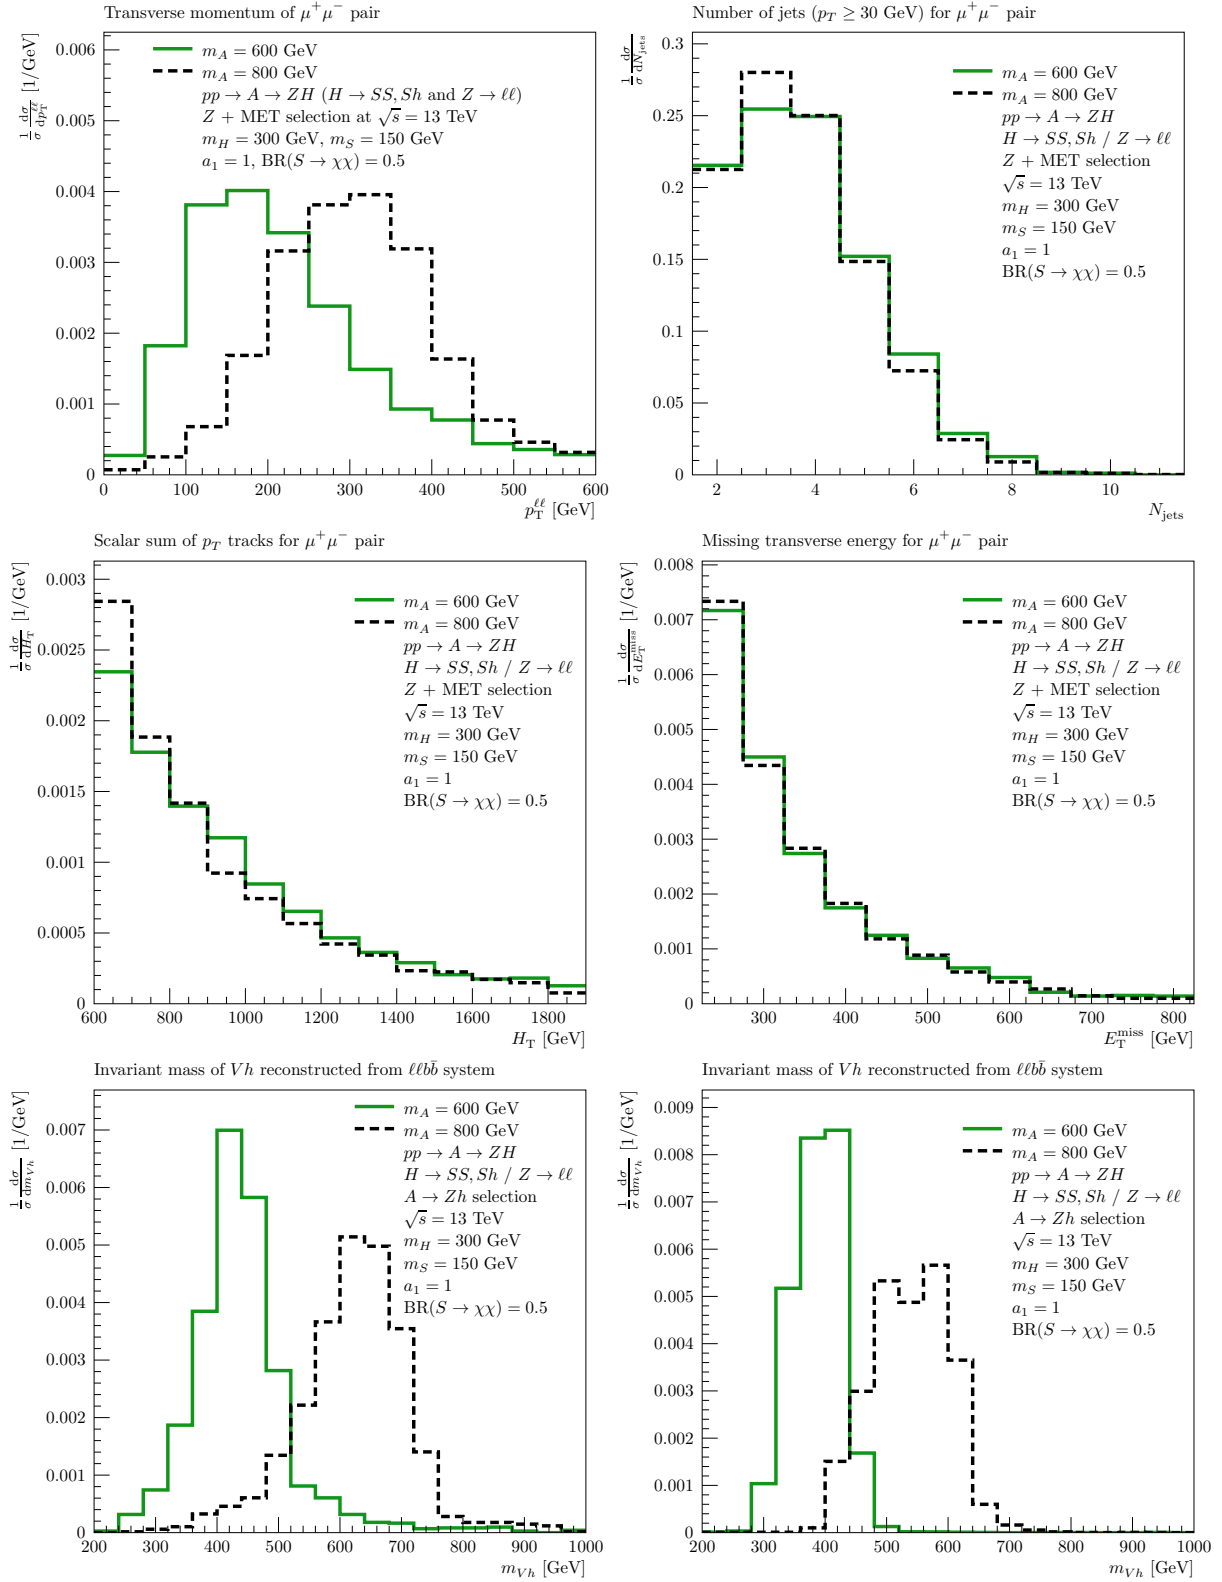 Transverse momentum of μ⁺μ⁻ pair
1/σ dσ/dp_T^ℓℓ [1/GeV]
0.006
0.005
0.004
0.003
0.002
0.001
0
m_A = 600 GeV
m_A = 800 GeV
pp → A → ZH (H → SS, Sh and Z → ℓℓ)
Z + MET selection at √s = 13 TeV
m_H = 300 GeV, m_S = 150 GeV
a₁ = 1, BR(S → χχ) = 0.5
0 100 200 300 400 500 600
p_T^ℓℓ [GeV]
Number of jets (p_T ≥ 30 GeV) for μ⁺μ⁻ pair
1/σ dσ/dN_jets
0.3
0.25
0.2
0.15
0.1
0.05
0
m_A = 600 GeV
m_A = 800 GeV
pp → A → ZH
H → SS, Sh / Z → ℓℓ
Z + MET selection
√s = 13 TeV
m_H = 300 GeV
m_S = 150 GeV
a₁ = 1
BR(S → χχ) = 0.5
2 4 6 8 10
N_jets
Scalar sum of p_T tracks for μ⁺μ⁻ pair
1/σ dσ/dH_T [1/GeV]
0.003
0.0025
0.002
0.0015
0.001
0.0005
0
m_A = 600 GeV
m_A = 800 GeV
pp → A → ZH
H → SS, Sh / Z → ℓℓ
Z + MET selection
√s = 13 TeV
m_H = 300 GeV
m_S = 150 GeV
a₁ = 1
BR(S → χχ) = 0.5
600 800 1000 1200 1400 1600 1800
H_T [GeV]
Missing transverse energy for μ⁺μ⁻ pair
1/σ dσ/dE_T^miss [1/GeV]
0.008
0.007
0.006
0.005
0.004
0.003
0.002
0.001
0
m_A = 600 GeV
m_A = 800 GeV
pp → A → ZH
H → SS, Sh / Z → ℓℓ
Z + MET selection
√s = 13 TeV
m_H = 300 GeV
m_S = 150 GeV
a₁ = 1
BR(S → χχ) = 0.5
300 400 500 600 700 800
E_T^miss [GeV]
Invariant mass of Vh reconstructed from ℓℓbb̄ system
1/σ dσ/dm_Vh [1/GeV]
0.007
0.006
0.005
0.004
0.003
0.002
0.001
0
m_A = 600 GeV
m_A = 800 GeV
pp → A → ZH
H → SS, Sh / Z → ℓℓ
A → Zh selection
√s = 13 TeV
m_H = 300 GeV
m_S = 150 GeV
a₁ = 1
BR(S → χχ) = 0.5
200 300 400 500 600 700 800 900 1000
m_Vh [GeV]
Invariant mass of Vh reconstructed from ℓℓbb̄ system
1/σ dσ/dm_Vh [1/GeV]
0.009
0.008
0.007
0.006
0.005
0.004
0.003
0.002
0.001
0
m_A = 600 GeV
m_A = 800 GeV
pp → A → ZH
H → SS, Sh / Z → ℓℓ
A → Zh selection
√s = 13 TeV
m_H = 300 GeV
m_S = 150 GeV
a₁ = 1
BR(S → χχ) = 0.5
200 300 400 500 600 700 800 900 1000
m_Vh [GeV]